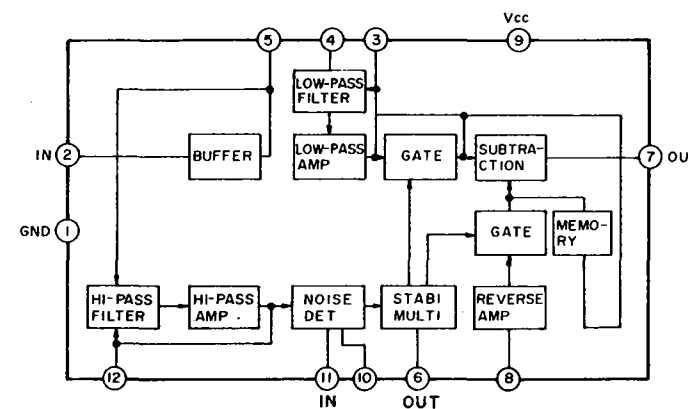 Vcc
5
4
3
9
LOW-PASS
FILTER
IN 2
BUFFER
LOW-PASS
AMP
GATE
SUBTRA-
CTION
7 OU
GND 1
GATE
MEMO-
RY
HI-PASS
FILTER
HI-PASS
AMP .
NOISE
DET
STABI
MULTI
REVERSE
AMP
12
11
10
6
8
IN
OUT